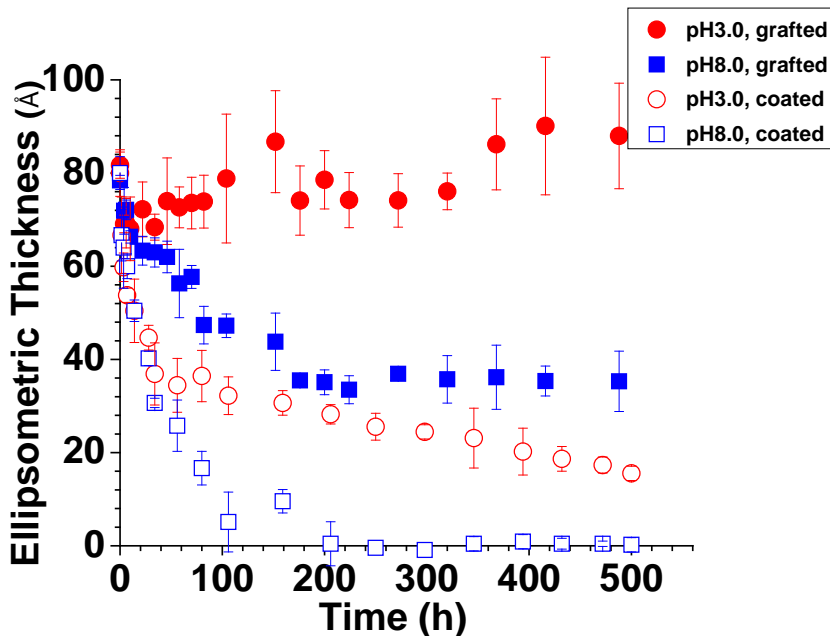 pH3.0, grafted
pH8.0, grafted
pH3.0, coated
pH8.0, coated
100
80
60
40
20
0
Ellipsometric Thickness (Å)
0 100 200 300 400 500
Time (h)